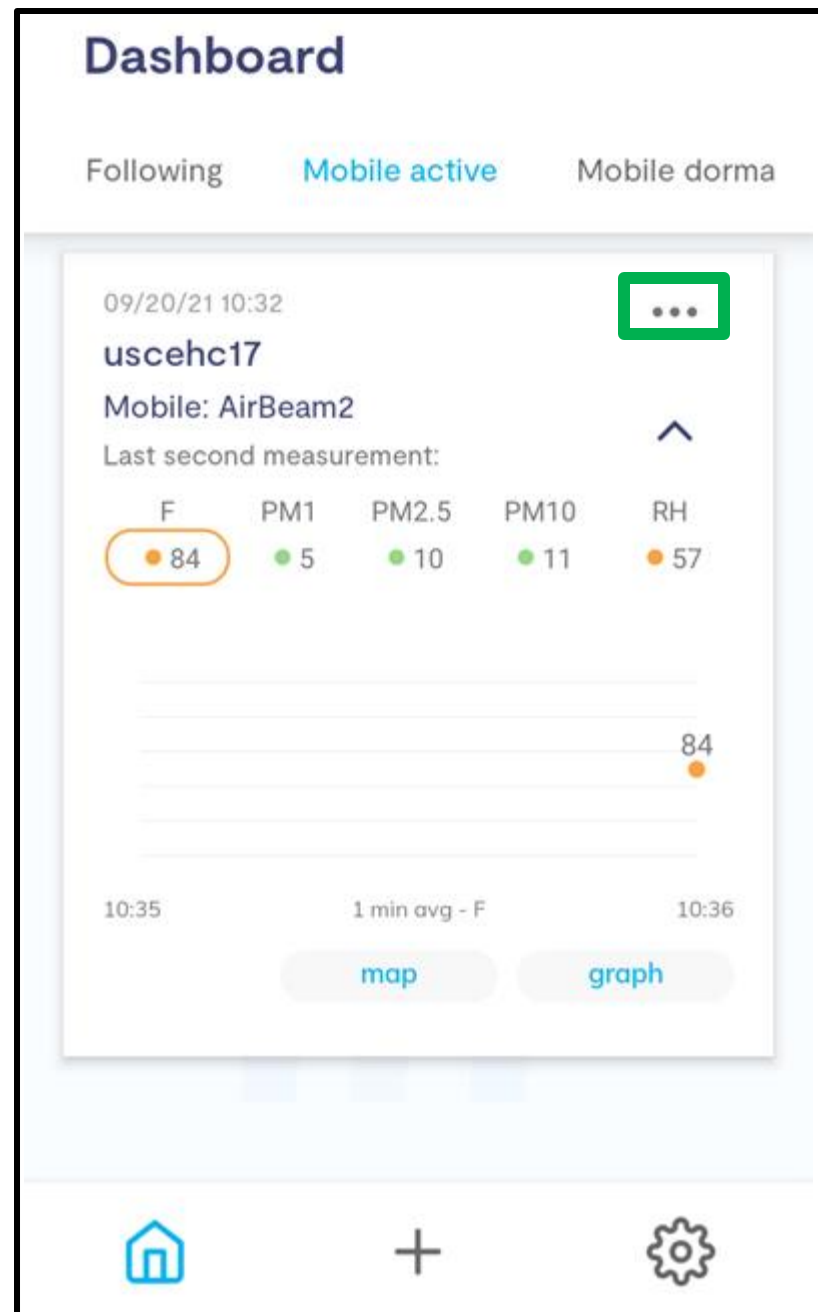 Dashboard
Following Mobile active Mobile dorma
09/20/21 10:32
uscehc17
Mobile: AirBeam2
Last second measurement:
F PM1 PM2.5 PM10 RH
84 5 10 11 57
84
10:35 1 min avg - F 10:36
map graph